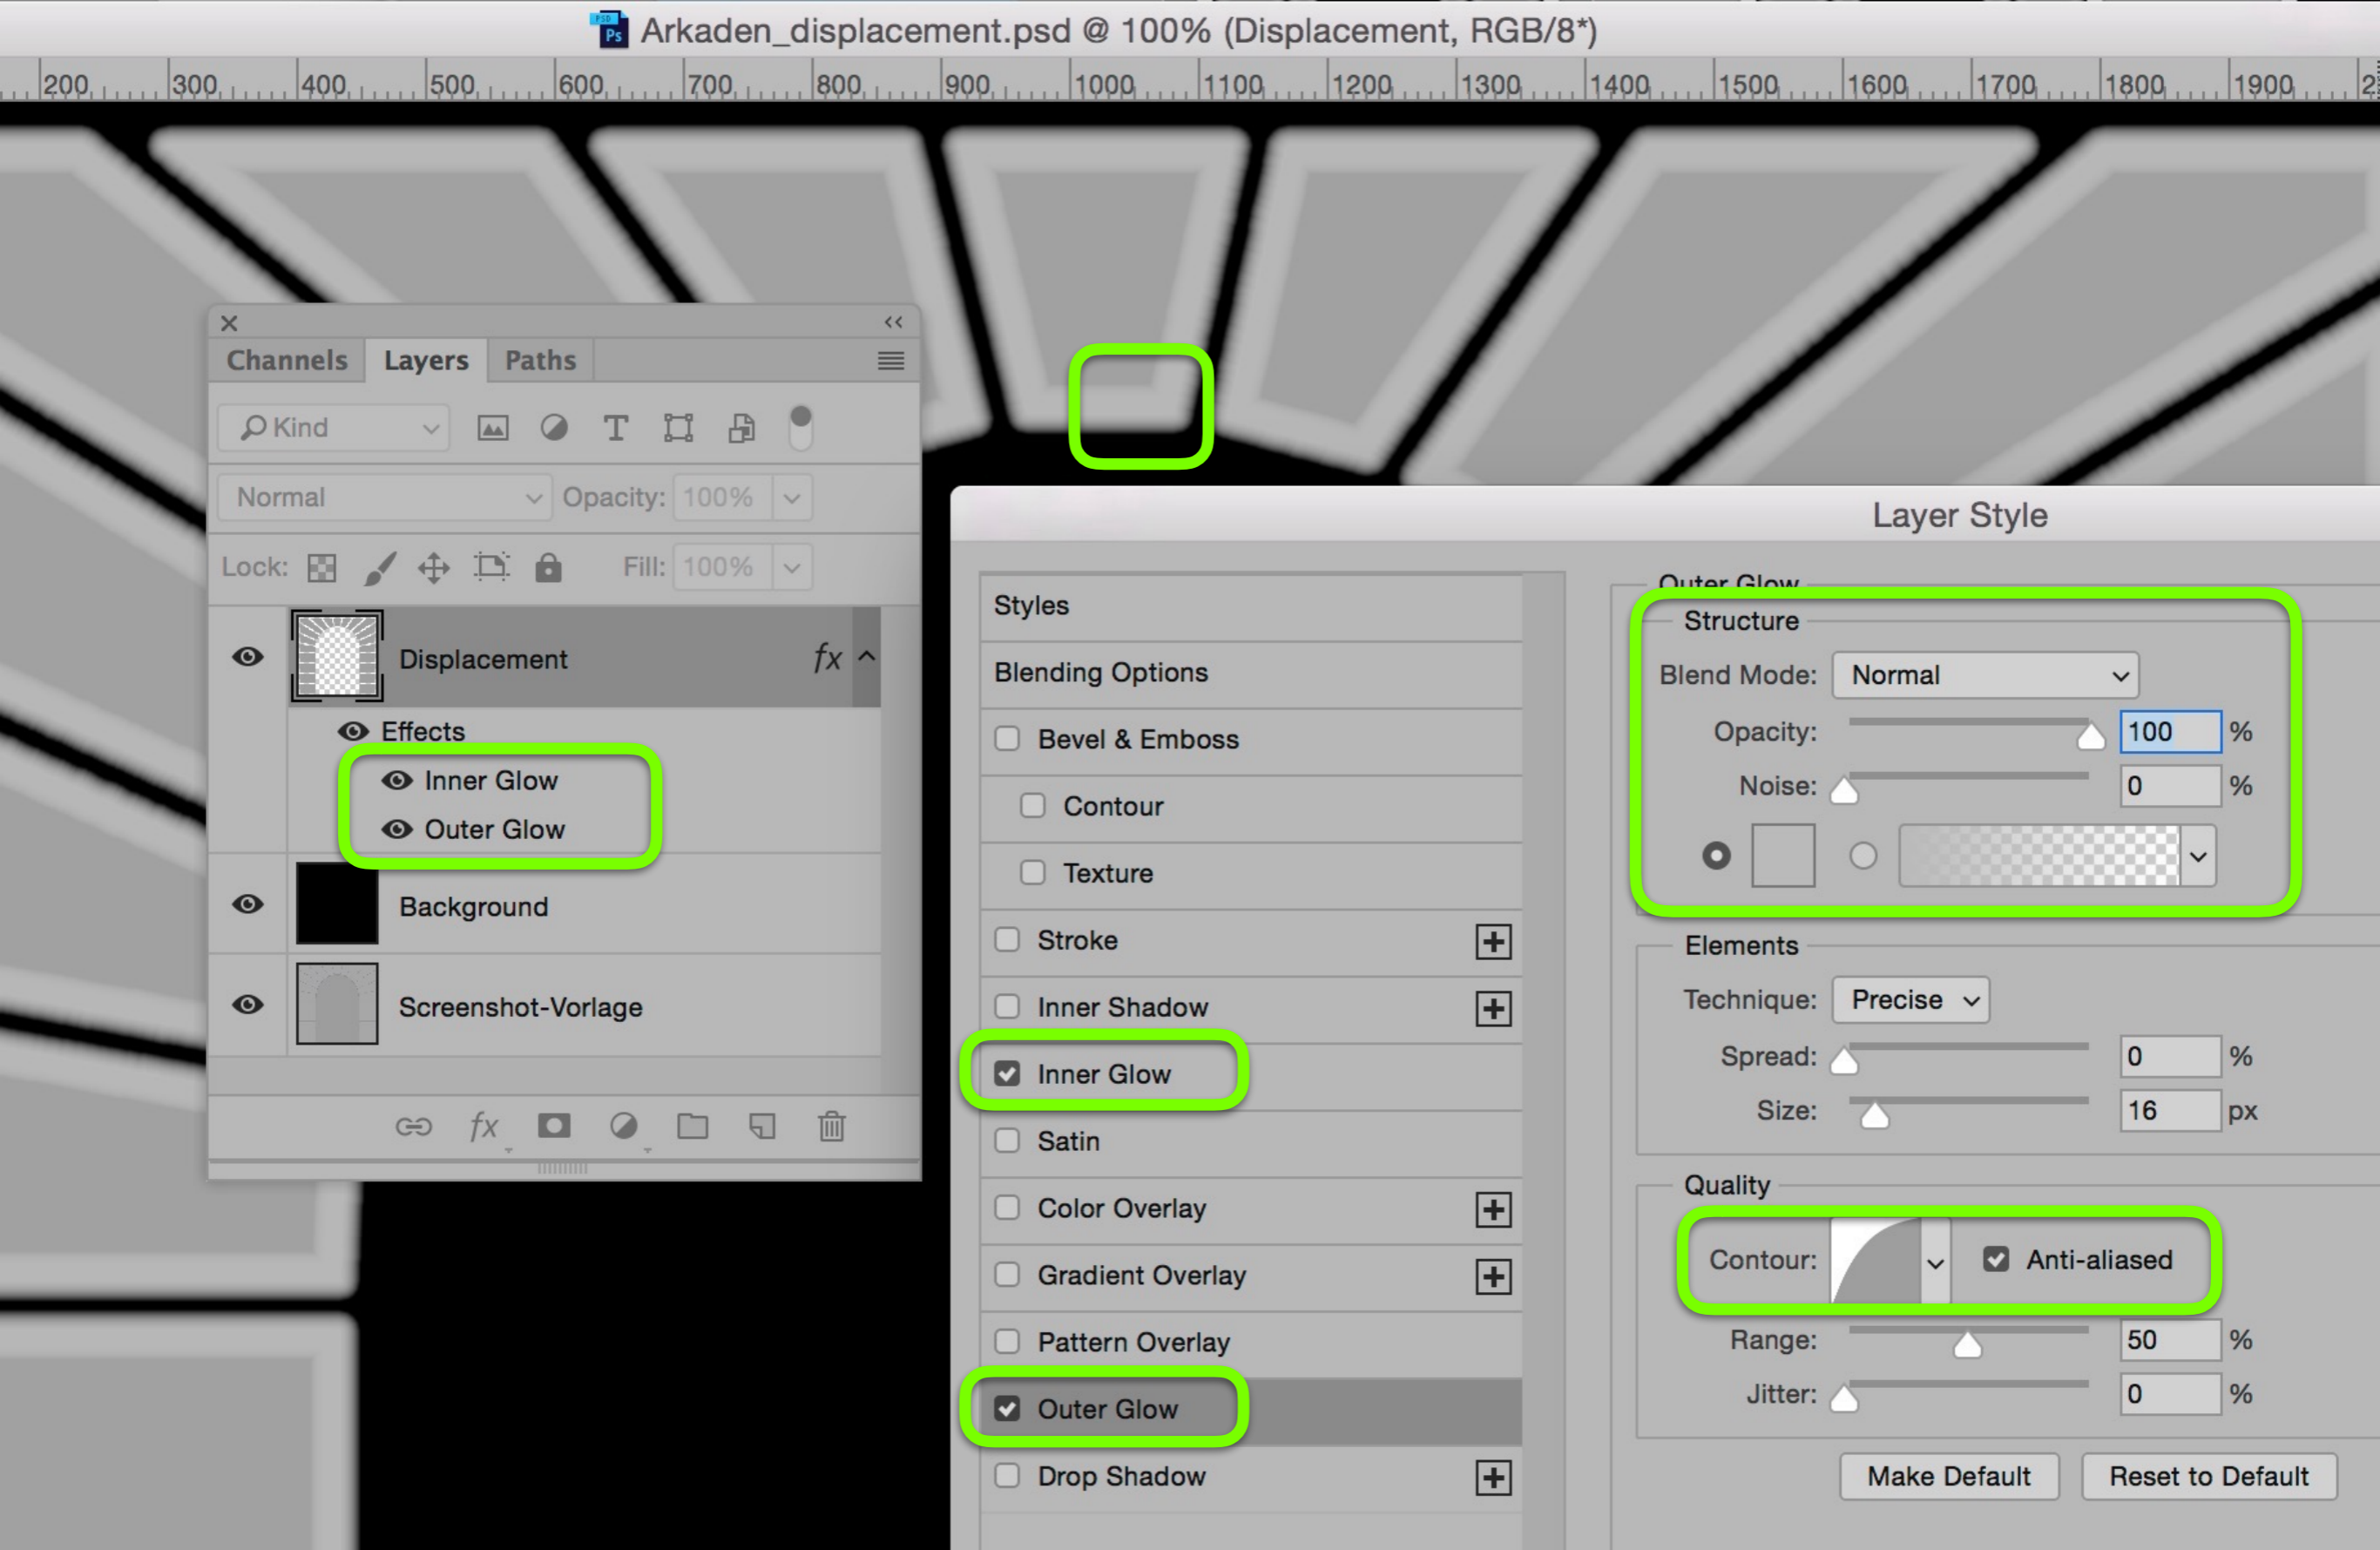 Arkaden_displacement.psd @ 100% (Displacement, RGB/8*)
200 300 400 500 600 700 800 900 1000 1100 1200 1300 1400 1500 1600 1700 1800 1900
Channels Layers Paths
Kind
Normal Opacity: 100%
Lock: Fill: 100%
Displacement fx
Effects
Inner Glow
Outer Glow
Background
Screenshot-Vorlage
fx
Layer Style
Styles
Blending Options
Bevel & Emboss
Contour
Texture
Stroke
Inner Shadow
Inner Glow
Satin
Color Overlay
Gradient Overlay
Pattern Overlay
Outer Glow
Drop Shadow
Outer Glow
Structure
Blend Mode: Normal
Opacity: 100 %
Noise: 0 %
Elements
Technique: Precise
Spread: 0 %
Size: 16 px
Quality
Contour: Anti-aliased
Range: 50 %
Jitter: 0 %
Make Default Reset to Default